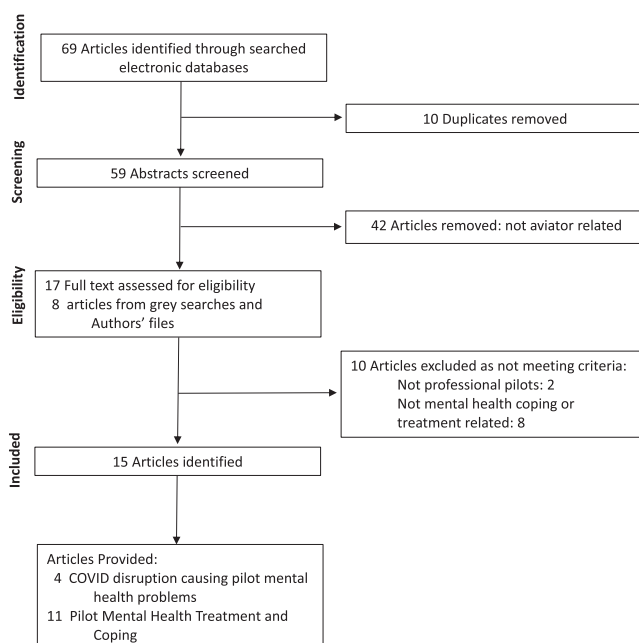 Identification
69 Articles identified through searched
electronic databases
10 Duplicates removed
Screening
59 Abstracts screened
42 Articles removed: not aviator related
Eligibility
17 Full text assessed for eligibility
8 articles from grey searches and
Authors' files
10 Articles excluded as not meeting criteria:
Not professional pilots: 2
Not mental health coping or
treatment related: 8
Included
15 Articles identified
Articles Provided:
4 COVID disruption causing pilot mental
health problems
11 Pilot Mental Health Treatment and
Coping